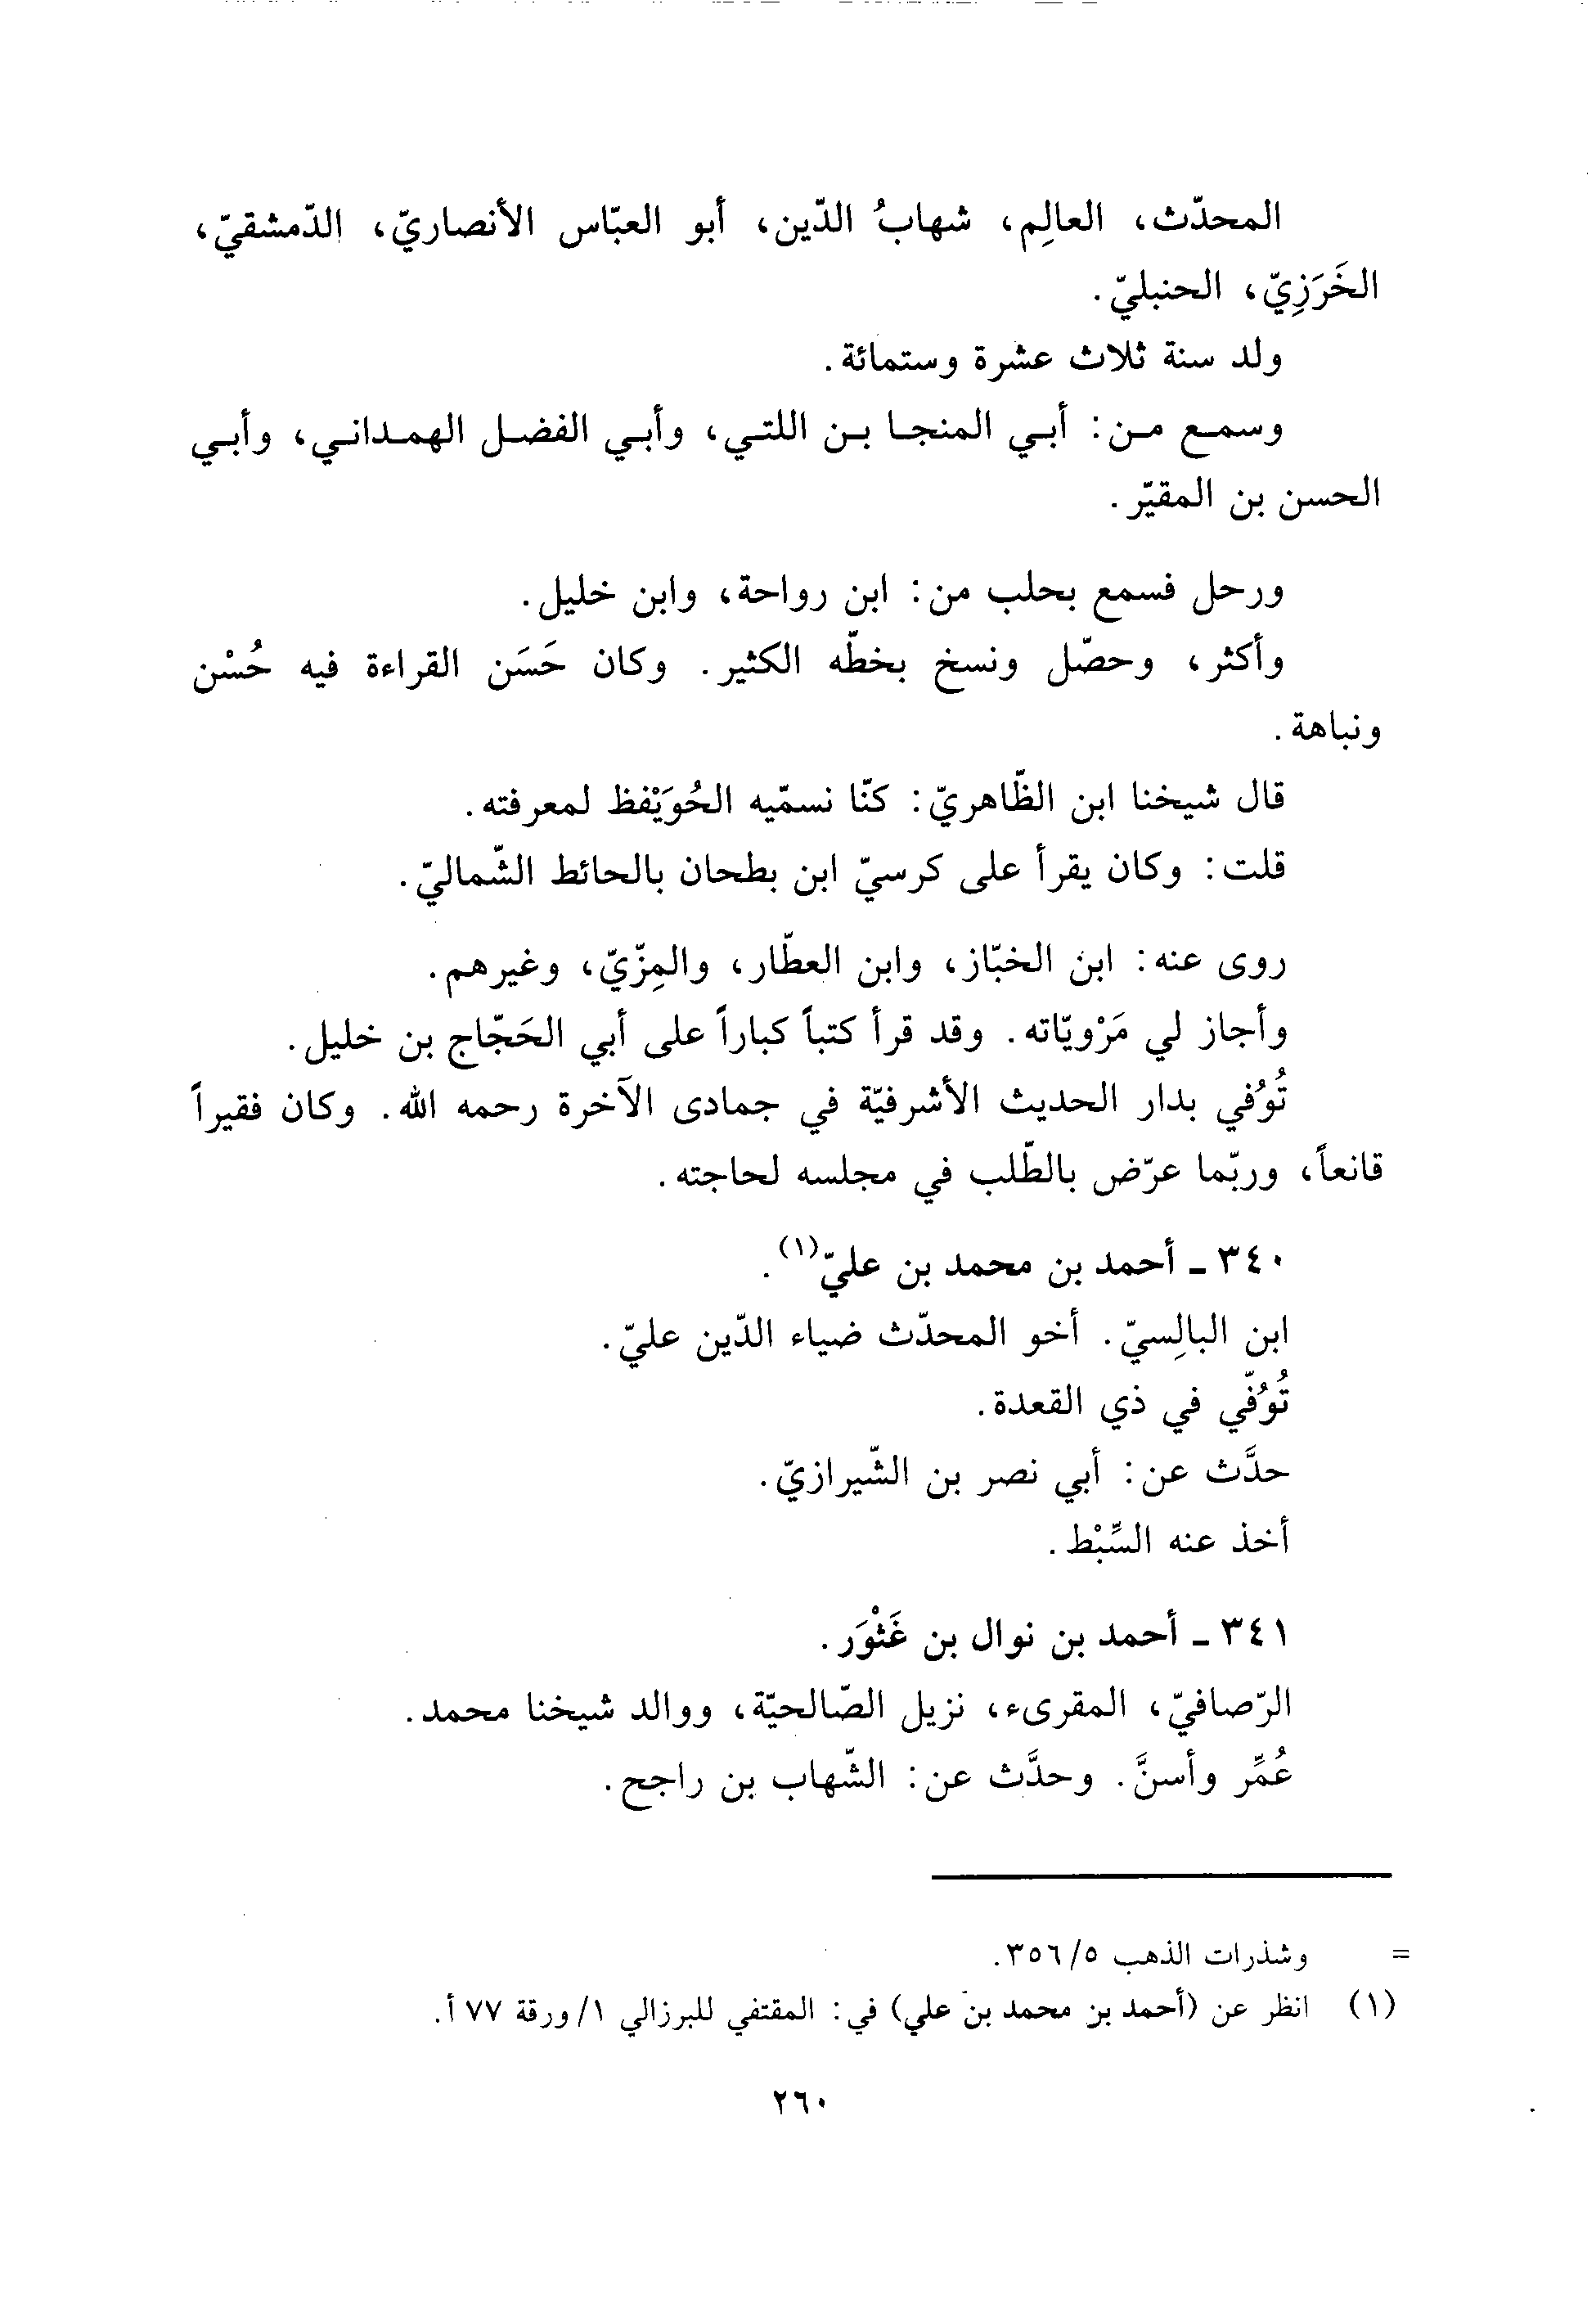 المحدّث، العالِم، شهابُ الدّين، أبو العبّاس الأنصاريّ، الدّمشقيّ،
الخَرَزِيّ، الحنبليّ.
ولد سنة ثلاث عشرة وستمائة.
وسمع من: أبي المنجا بن اللتي، وأبي الفضل الهمداني، وأبي
الحسن بن المقيّر.
ورحل فسمع بحلب من: ابن رواحة، وابن خليل.
وأكثر، وحصّل ونسخ بخطّه الكثير. وكان حَسَن القراءة فيه حُسْن
ونباهة.
قال شيخنا ابن الظّاهريّ: كنّا نسمّيه الحُوَيْفظ لمعرفته.
قلت: وكان يقرأ على كرسيّ ابن بطحان بالحائط الشّماليّ.
روى عنه: ابن الخبّاز، وابن العطّار، والمِزّيّ، وغيرهم.
وأجاز لي مَرْويّاته. وقد قرأ كتباً كباراً على أبي الحَجّاج بن خليل.
تُوُفي بدار الحديث الأشرفيّة في جمادى الآخرة رحمه الله. وكان فقيراً
قانعاً، وربّما عرّض بالطّلب في مجلسه لحاجته.
٣٤٠ - أحمد بن محمد بن عليّ(١).
ابن البالِسيّ. أخو المحدّث ضياء الدّين عليّ.
تُوُفّي في ذي القعدة.
حدَّث عن: أبي نصر بن الشّيرازيّ.
أخذ عنه السِّبْط.
٣٤١ - أحمد بن نوال بن غَثْوَر.
الرّصافيّ، المقرىء، نزيل الصّالحيّة، ووالد شيخنا محمد.
عُمِّر وأسنَّ. وحدَّث عن: الشّهاب بن راجح.
= وشذرات الذهب ٥/ ٣٥٦.
(١) انظر عن (أحمد بن محمد بن علي) في: المقتفي للبرزالي ١/ ورقة ٧٧ أ.
٢٦٠